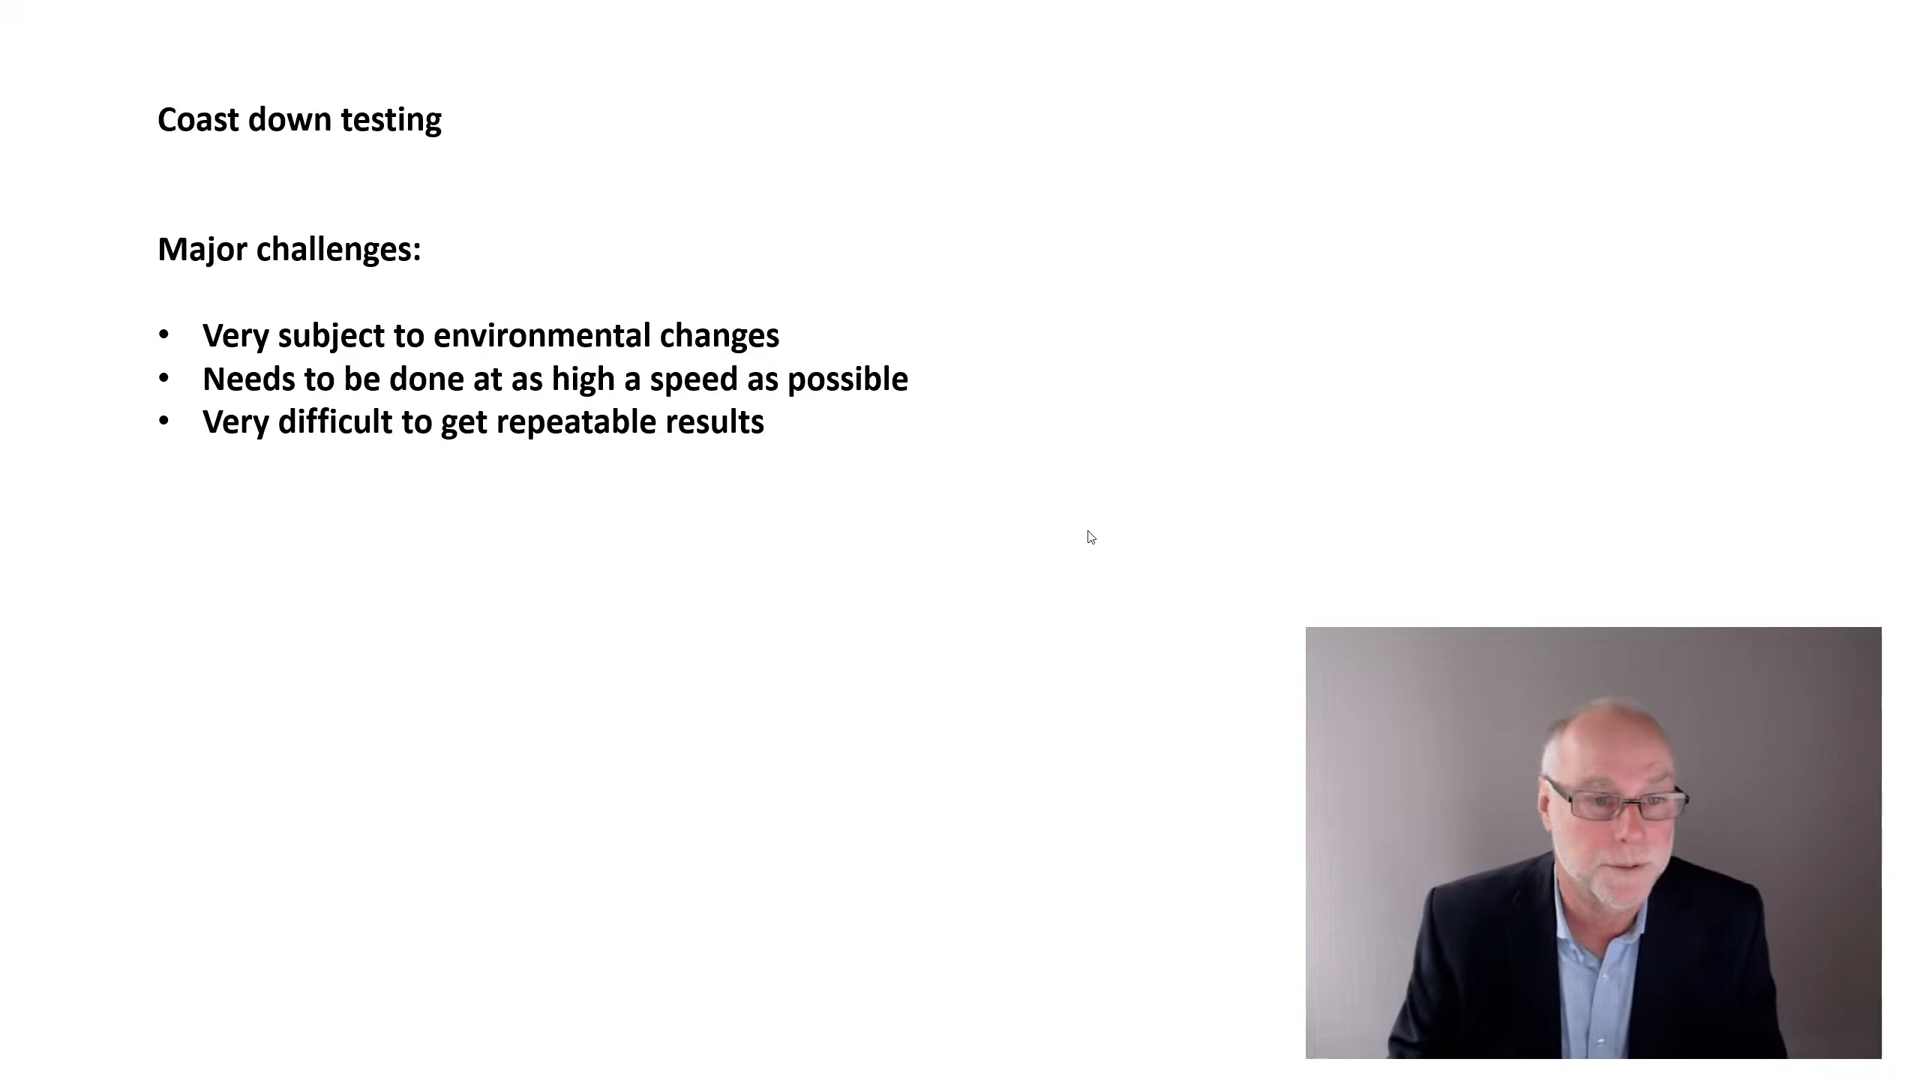 Coast down testing
Major challenges:
• Very subject to environmental changes
• Needs to be done at as high a speed as possible
• Very difficult to get repeatable results